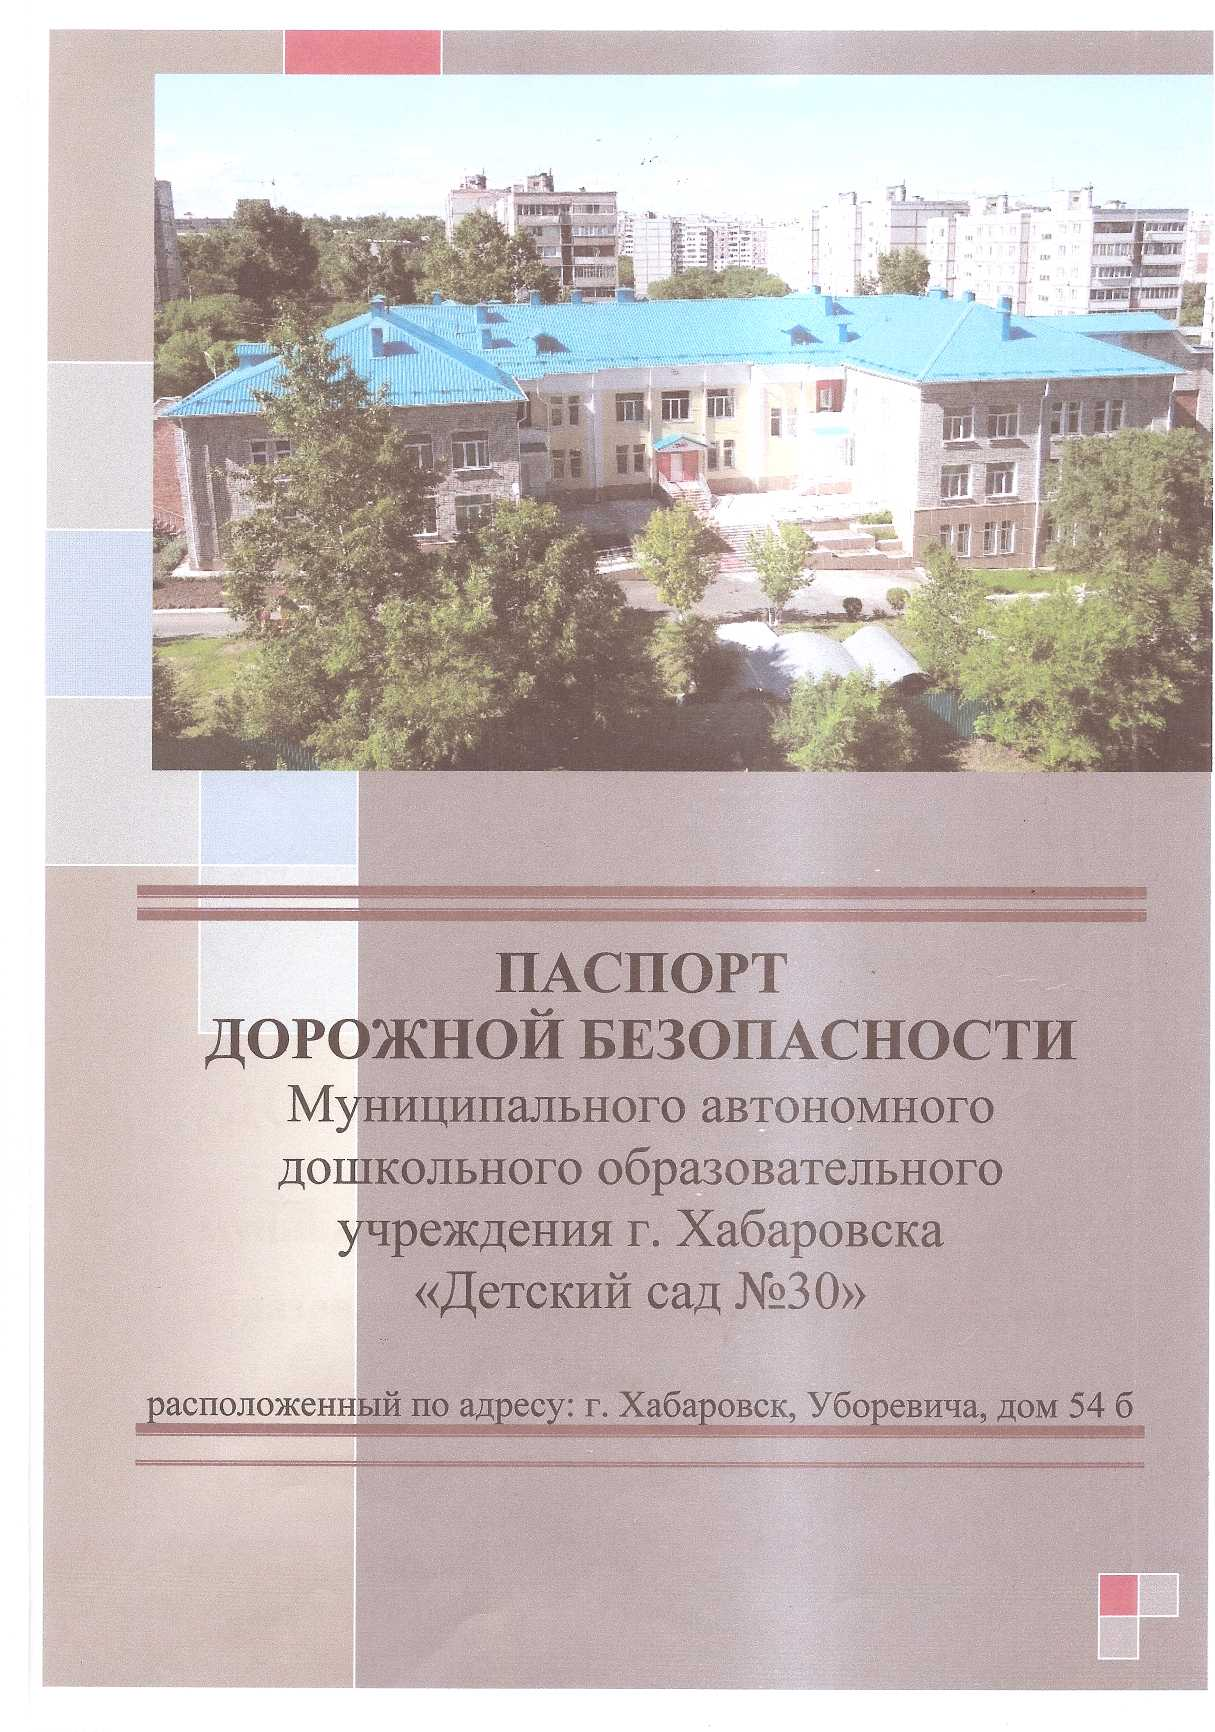 ПАСПОРТ
ДОРОЖНОЙ БЕЗОПАСНОСТИ
Муниципального автономного
дошкольного образовательного
учреждения г. Хабаровска
«Детский сад №30»
расположенный по адресу: г. Хабаровск, Уборевича, дом 54 б